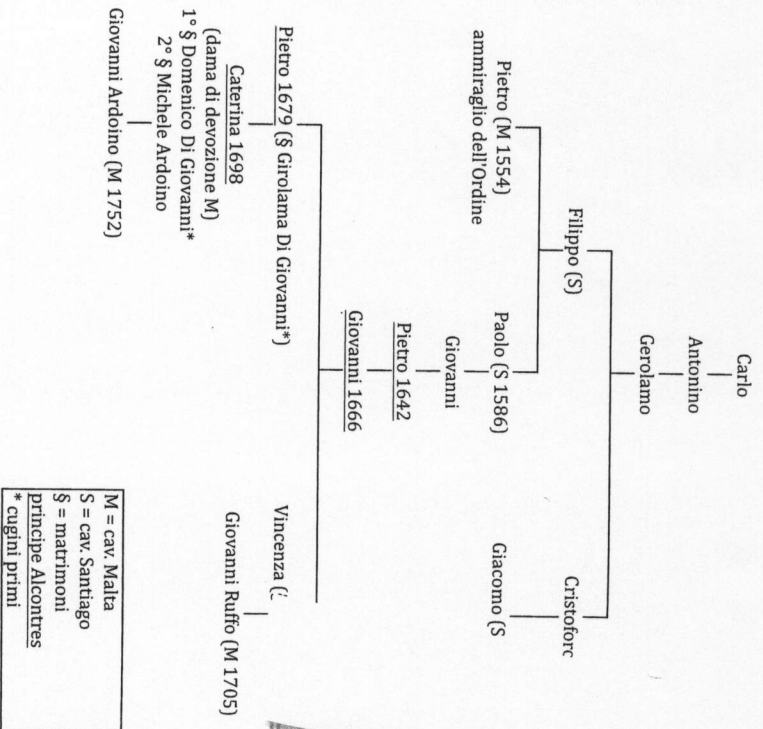 Carlo
Antonino
Gerolamo
Filippo (S)
Cristoforc
Pietro (M 1554)
ammiraglio dell'Ordine
Paolo (S 1586)
Giacomo (S
Giovanni
Pietro 1642
Giovanni 1666
Pietro 1679 (§ Girolama Di Giovanni*)
Vincenza (
Caterina 1698
(dama di devozione M)
1° § Domenico Di Giovanni*
2° § Michele Ardoino
Giovanni Ruffo (M 1705)
Giovanni Ardoino (M 1752)
M = cav. Malta
S = cav. Santiago
§ = matrimoni
principe Alcontres
* cugini primi